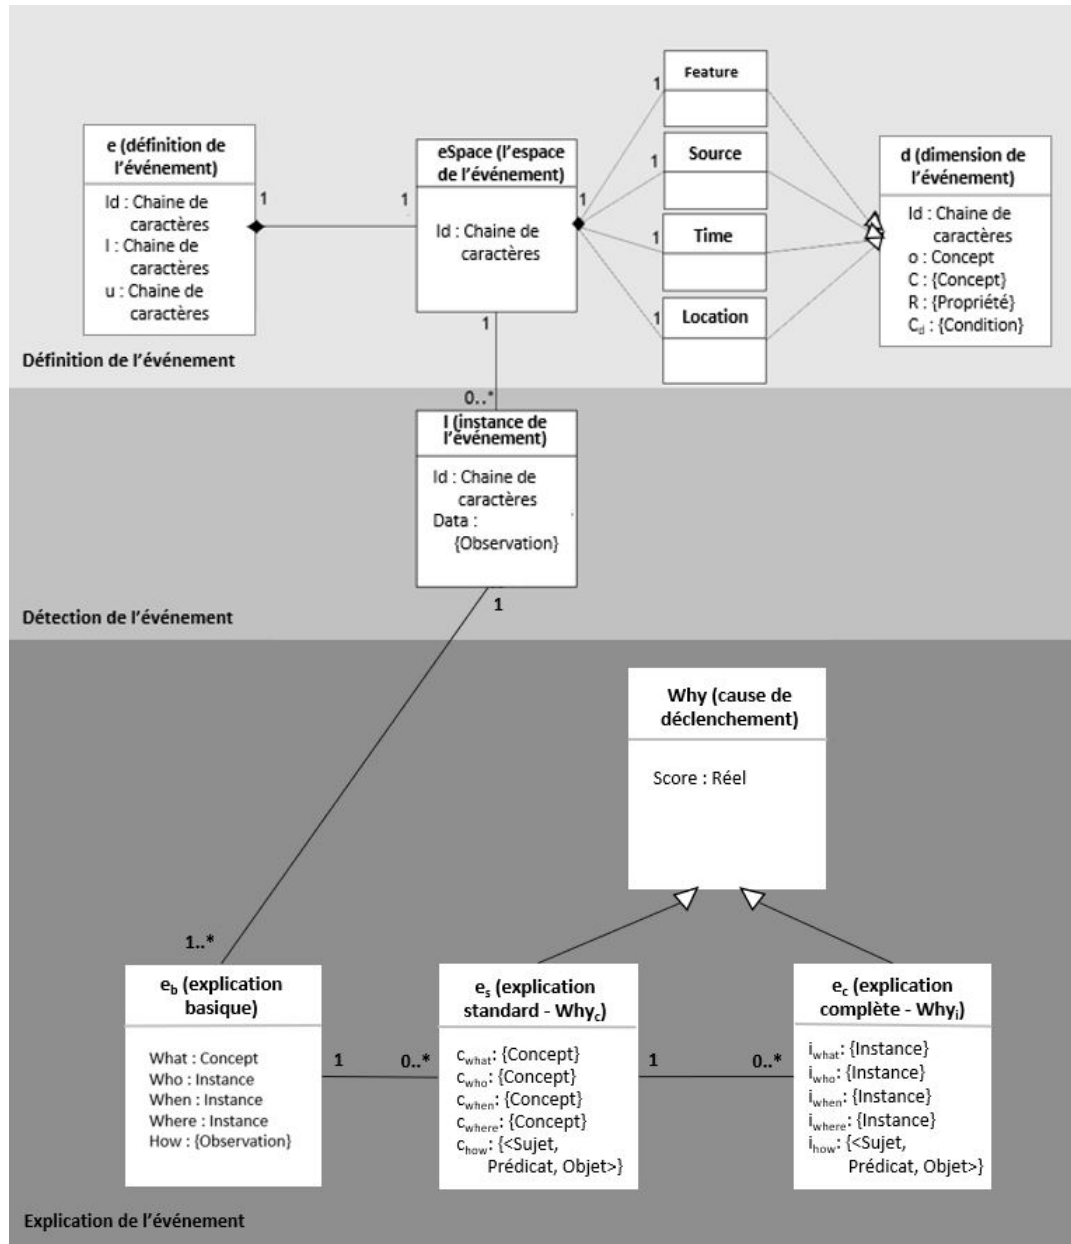 e (définition de
l'événement)
Id : Chaine de
caractères
I : Chaine de
caractères
u : Chaine de
caractères
1
1
eSpace (l'espace
de l'événement)
Id : Chaine de
caractères
1
1
Feature
1
Source
1
Time
1
Location
1
d (dimension de
l'événement)
Id : Chaine de
caractères
o : Concept
C : {Concept}
R : {Propriété}
Cd : {Condition}
Définition de l'événement
0..*
I (instance de
l'événement)
Id : Chaine de
caractères
Data :
{Observation}
1
Détection de l'événement
Why (cause de
déclenchement)
Score : Réel
1..*
eb (explication
basique)
What : Concept
Who : Instance
When : Instance
Where : Instance
How : {Observation}
1
0..*
es (explication
standard - Whyc)
cwhat: {Concept}
cwho: {Concept}
cwhen: {Concept}
cwhere: {Concept}
chow: {<Sujet,
Prédicat, Objet>}
1
0..*
ec (explication
complète - Whyi)
iwhat: {Instance}
iwho: {Instance}
iwhen: {Instance}
iwhere: {Instance}
ihow: {<Sujet,
Prédicat, Objet>}
Explication de l'événement